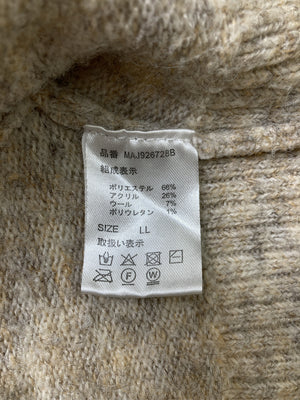 品番 MAJ926728B
組成表示
ポリエステル 66%
アクリル 26%
ウール 7%
ポリウレタン 1%
SIZE LL
取扱い表示
F W